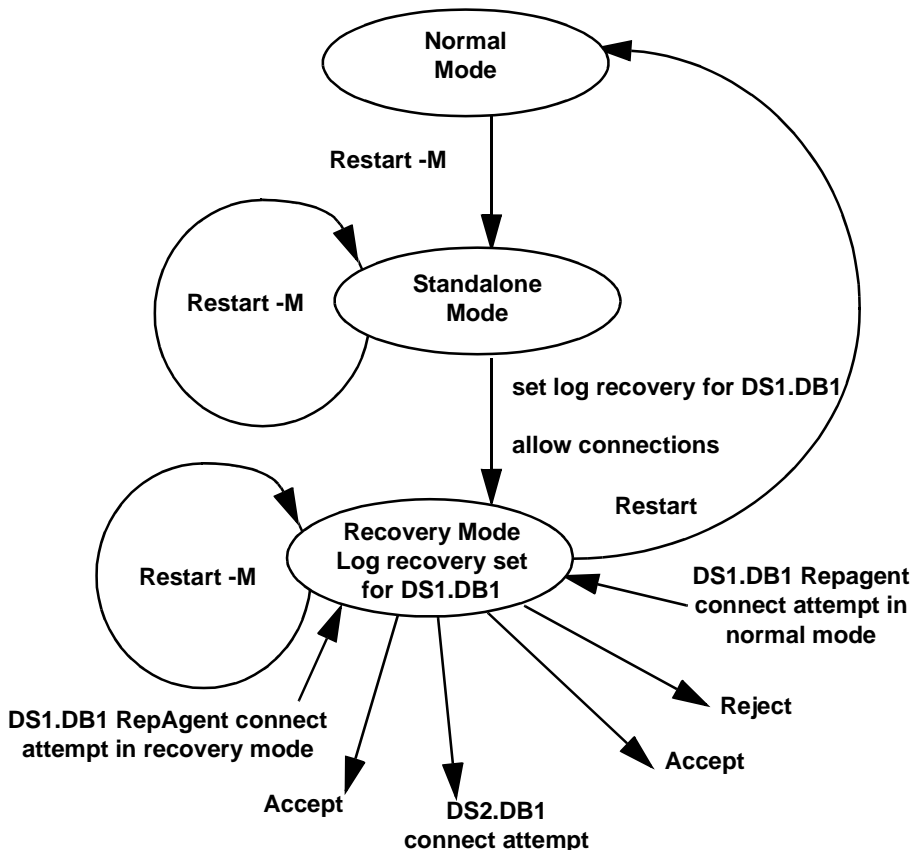 Normal
Mode
Restart -M
Restart -M
Standalone
Mode
set log recovery for DS1.DB1
allow connections
Restart
Recovery Mode
Log recovery set
for DS1.DB1
Restart -M
DS1.DB1 Repagent
connect attempt in
normal mode
DS1.DB1 RepAgent connect
attempt in recovery mode
Reject
Accept
Accept
DS2.DB1
connect attempt